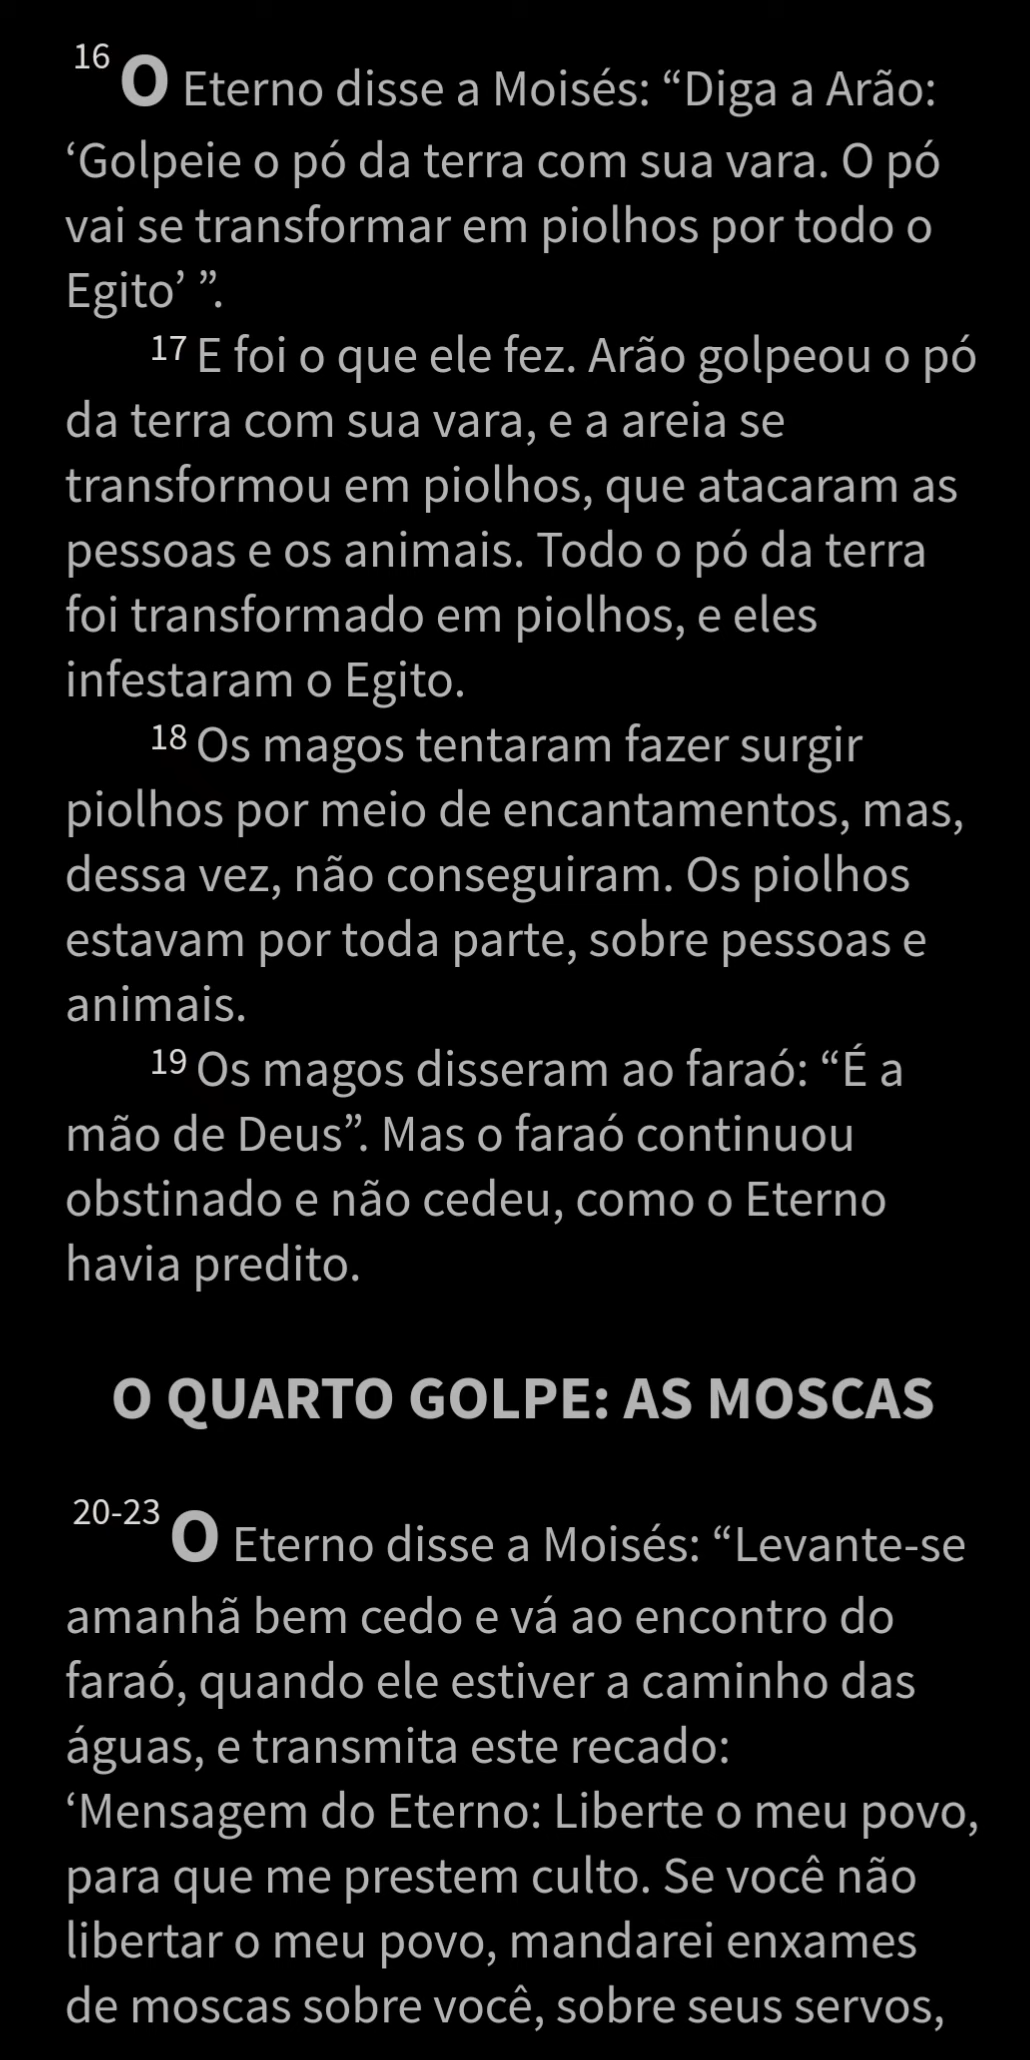 16 O Eterno disse a Moisés: “Diga a Arão:
‘Golpeie o pó da terra com sua vara. O pó
vai se transformar em piolhos por todo o
Egito’ ”.
17 E foi o que ele fez. Arão golpeou o pó
da terra com sua vara, e a areia se
transformou em piolhos, que atacaram as
pessoas e os animais. Todo o pó da terra
foi transformado em piolhos, e eles
infestaram o Egito.
18 Os magos tentaram fazer surgir
piolhos por meio de encantamentos, mas,
dessa vez, não conseguiram. Os piolhos
estavam por toda parte, sobre pessoas e
animais.
19 Os magos disseram ao faraó: “É a
mão de Deus”. Mas o faraó continuou
obstinado e não cedeu, como o Eterno
havia predito.
O QUARTO GOLPE: AS MOSCAS
20-23 O Eterno disse a Moisés: “Levante-se
amanhã bem cedo e vá ao encontro do
faraó, quando ele estiver a caminho das
águas, e transmita este recado:
‘Mensagem do Eterno: Liberte o meu povo,
para que me prestem culto. Se você não
libertar o meu povo, mandarei enxames
de moscas sobre você, sobre seus servos,